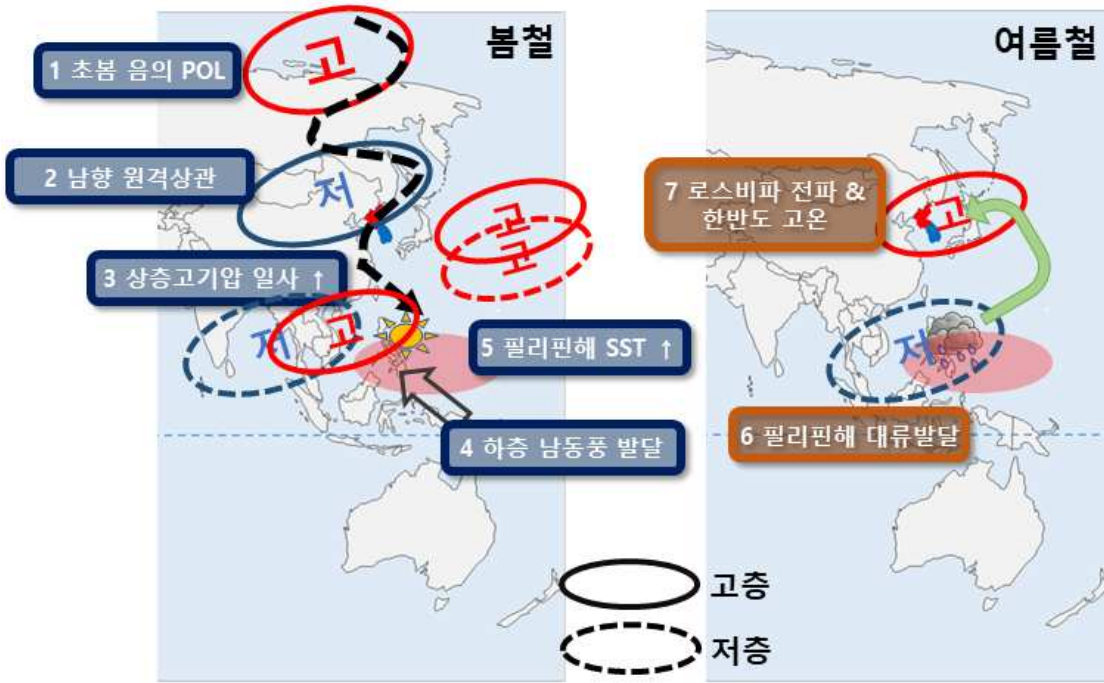 봄철
1 초봄 음의 POL
고
2 남향 원격상관
저
고
고
3 상층고기압 일사 ↑
저
고
5 필리핀해 SST ↑
4 하층 남동풍 발달
여름철
7 로스비파 전파 &
한반도 고온
고
저
6 필리핀해 대류발달
고층
저층